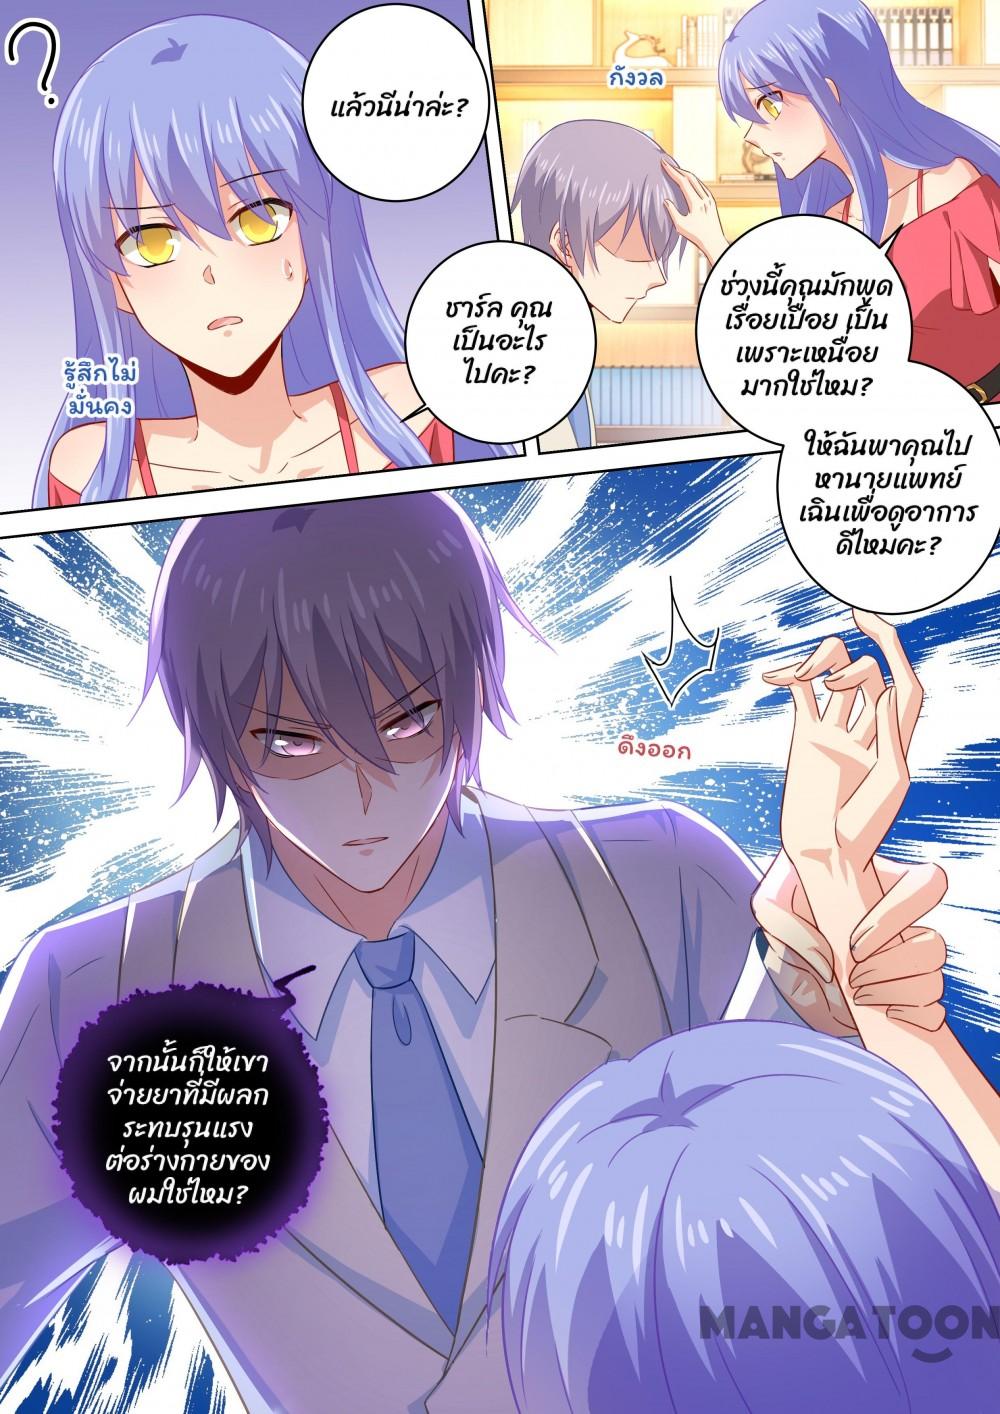 ?
แล้วนีน่าล่ะ?
รู้สึกไม่
มั่นคง
กังวล
ชาร์ล คุณ
เป็นอะไร
ไปคะ?
ช่วงนี้คุณมักพูด
เรื่อยเปื่อย เป็น
เพราะเหนื่อย
มากใช่ไหม?
ให้ฉันพาคุณไป
หานายแพทย์
เฉินเพื่อดูอาการ
ดีไหมคะ?
ดึงออก
จากนั้นก็ให้เขา
จ่ายยาที่มีผลก
ระทบรุนแรง
ต่อร่างกายของ
ผมใช่ไหม?
MANGATOON